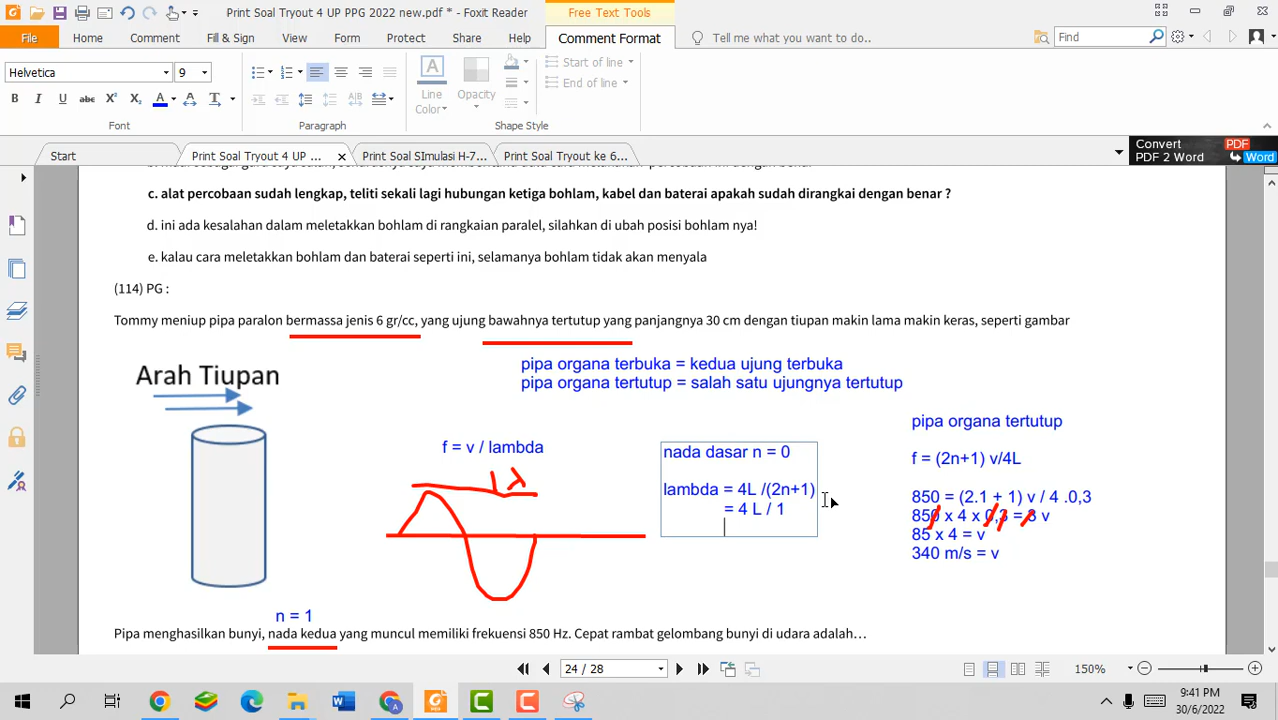 Print Soal Tryout 4 UP PPG 2022 new.pdf * - Foxit Reader
Free Text Tools
File
Home
Comment
Fill & Sign
View
Form
Protect
Share
Help
Comment Format
Tell me what you want to do..
Find
Helvetica
9
Line Color
Opacity
Start of line
End of line
Font
Paragraph
Shape Style
Start
Print Soal Tryout 4 UP ...
Print Soal SImulasi H-7...
Print Soal Tryout ke 6...
Convert PDF
PDF 2 Word Word
c. alat percobaan sudah lengkap, teliti sekali lagi hubungan ketiga bohlam, kabel dan baterai apakah sudah dirangkai dengan benar ?
d. ini ada kesalahan dalam meletakkan bohlam di rangkaian paralel, silahkan di ubah posisi bohlam nya!
e. kalau cara meletakkan bohlam dan baterai seperti ini, selamanya bohlam tidak akan menyala
(114) PG :
Tommy meniup pipa paralon bermassa jenis 6 gr/cc, yang ujung bawahnya tertutup yang panjangnya 30 cm dengan tiupan makin lama makin keras, seperti gambar
pipa organa terbuka = kedua ujung terbuka
pipa organa tertutup = salah satu ujungnya tertutup
Arah Tiupan
f = v / lambda
1 λ
nada dasar n = 0
lambda = 4L /(2n+1)
= 4 L / 1
pipa organa tertutup
f = (2n+1) v/4L
850 = (2.1 + 1) v / 4 .0,3
850 x 4 x 0,3 = 3 v
85 x 4 = v
340 m/s = v
n = 1
Pipa menghasilkan bunyi, nada kedua yang muncul memiliki frekuensi 850 Hz. Cepat rambat gelombang bunyi di udara adalah…
24 / 28
150%
9:41 PM
30/6/2022